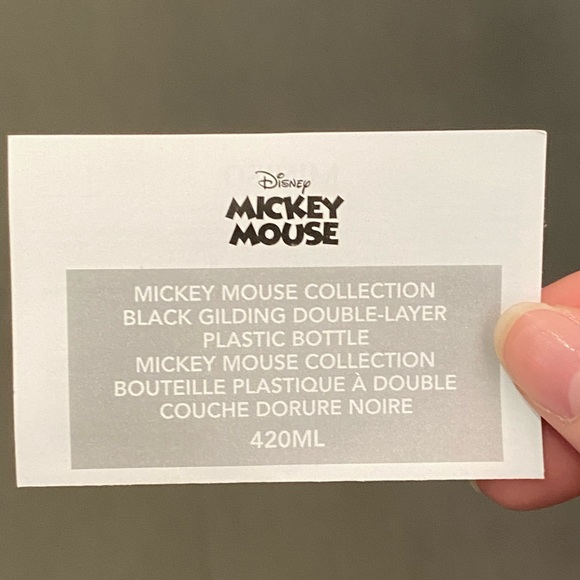 Disney
MICKEY
MOUSE
MICKEY MOUSE COLLECTION
BLACK GILDING DOUBLE-LAYER
PLASTIC BOTTLE
MICKEY MOUSE COLLECTION
BOUTEILLE PLASTIQUE À DOUBLE
COUCHE DORURE NOIRE
420ML